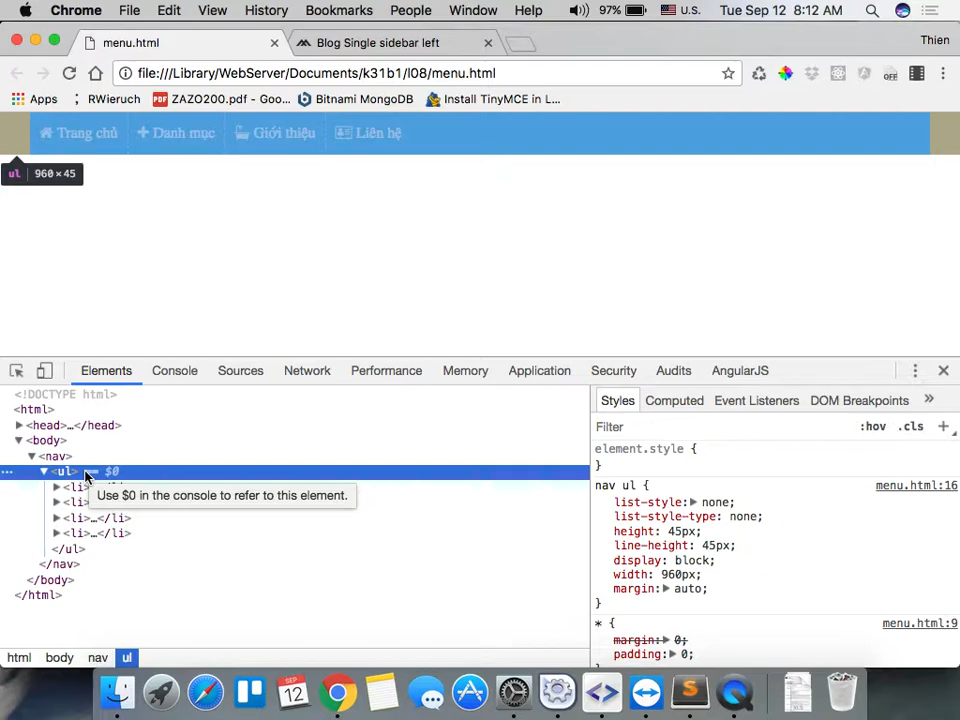 Chrome File Edit View History Bookmarks People Window Help 97% U.S. Tue Sep 12 8:12 AM
menu.html Blog Single sidebar left Thien
file:///Library/WebServer/Documents/k31b1/l08/menu.html OFF
Apps RWieruch PDF ZAZO200.pdf - Goo... Bitnami MongoDB Install TinyMCE in L...
Trang chủ Danh mục Giới thiệu Liên hệ
ul 960×45
Elements Console Sources Network Performance Memory Application Security Audits AngularJS
<!DOCTYPE html>
<html>
<head>…</head>
<body>
<nav>
… <ul> == $0
<li>
Use $0 in the console to refer to this element.
<li>
<li>…</li>
<li>…</li>
</ul>
</nav>
</body>
</html>
html body nav ul
Styles Computed Event Listeners DOM Breakpoints »
Filter :hov .cls +
element.style {
}
nav ul { menu.html:16
list-style: none;
list-style-type: none;
height: 45px;
line-height: 45px;
display: block;
width: 960px;
margin: auto;
}
* { menu.html:9
margin: 0;
padding: 0;
SEP
12